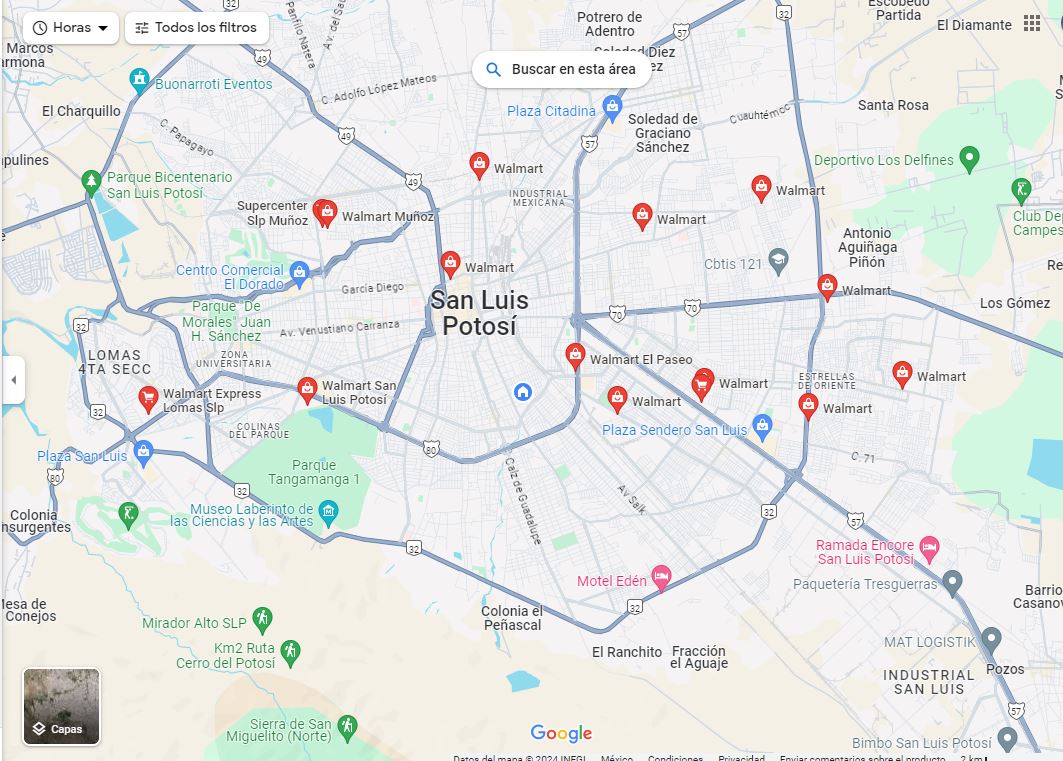 Horas
Todos los filtros
Buscar en esta área
Potrero de
Adentro
Escobedo
Partida
El Diamante
Marcos
Carmona
Panfilo Natera
Av. del
Soledad Diez
Buonarroti Eventos
C. Adolfo López Mateos
El Charquillo
C. Papagayo
Plaza Citadina
Soledad de
Graciano
Sánchez
Cuauhtémoc
Santa Rosa
Deportivo Los Delfines
Parque Bicentenario
San Luis Potosí
Walmart
INDUSTRIAL
MEXICANA
Walmart
Club Dep
Campes
Supercenter
Slp Muñoz
Walmart Muñoz
Walmart
Antonio
Aguiñaga
Piñón
Cbtis 121
Centro Comercial
El Dorado
García Diego
Walmart
Walmart
Los Gómez
San Luis
Potosí
Parque "De
Morales" Juan
H. Sánchez
Av. Venustiano Carranza
LOMAS
4TA SECC
ZONA
UNIVERSITARIA
Walmart El Paseo
Walmart Express
Lomas Slp
Walmart San
Luis Potosí
Walmart
Walmart
ESTRELLAS
DE ORIENTE
Walmart
Walmart
COLINAS
DEL PARQUE
Plaza Sendero San Luis
Plaza San Luis
C. 71
Parque
Tangamanga 1
Calz de Guadalupe
Av Salk
Museo Laberinto de
las Ciencias y las Artes
Colonia
Insurgentes
Ramada Encore
San Luis Potosí
Motel Edén
Paquetería Tresguerras
Mesa de
Conejos
Colonia el
Peñascal
Barrio
Casanov
Mirador Alto SLP
Km2 Ruta
Cerro del Potosí
El Ranchito
Fracción
el Aguaje
MAT LOGISTIK
Pozos
INDUSTRIAL
SAN LUIS
Capas
Sierra de San
Miguelito (Norte)
Google
Bimbo San Luis Potosí
32
57
32
49
49
57
49
70
70
32
32
80
80
32
32
32
57
32
57
Datos del mapa © 2024 INEGI
México
Condiciones
Privacidad
Enviar comentarios sobre el producto
2 km